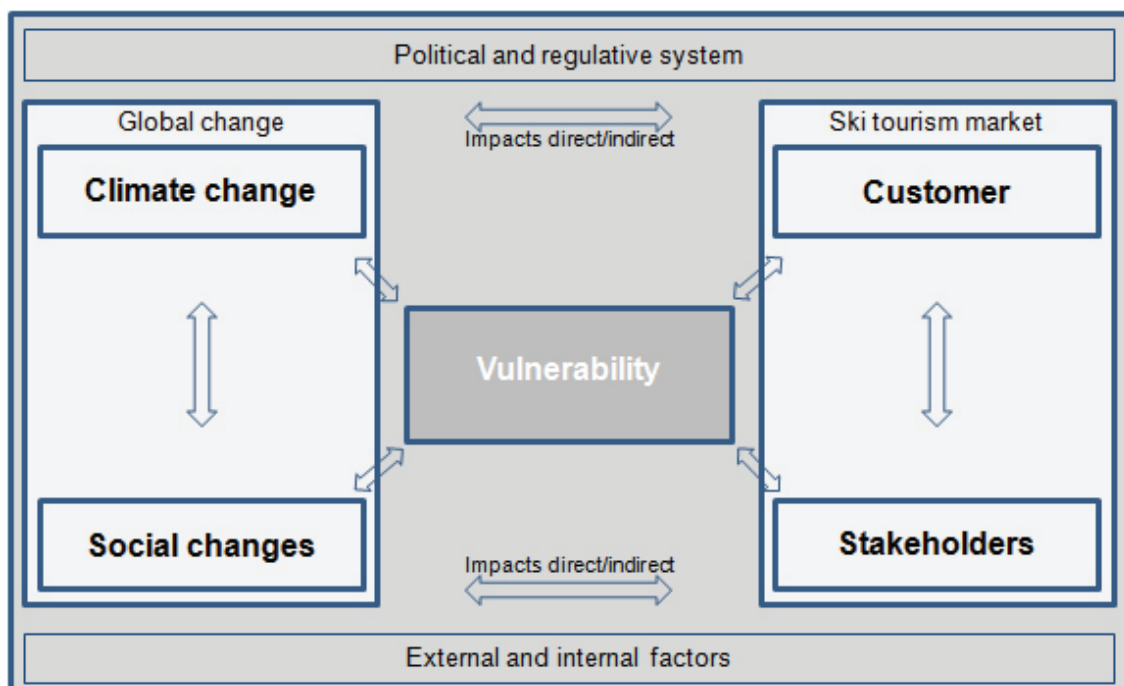 Political and regulative system
Global change
Impacts direct/indirect
Ski tourism market
Climate change
Customer
Vulnerability
Social changes
Impacts direct/indirect
Stakeholders
External and internal factors